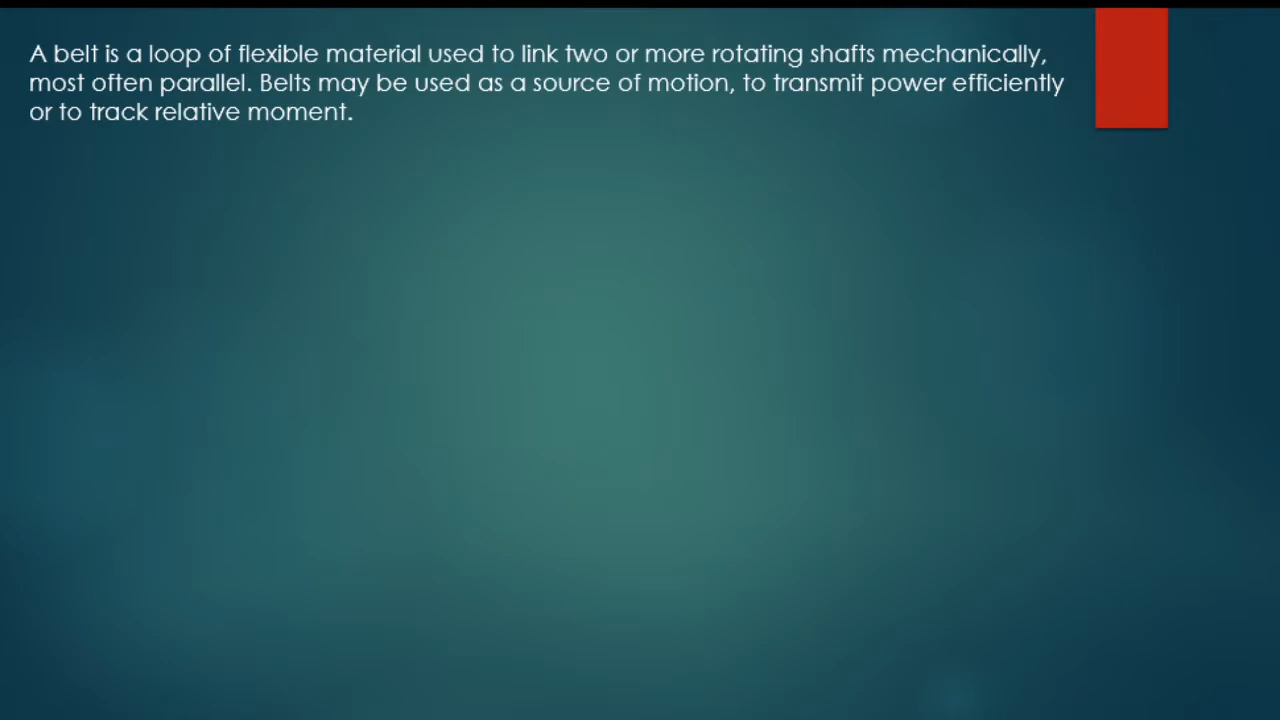 A belt is a loop of flexible material used to link two or more rotating shafts mechanically,
most often parallel. Belts may be used as a source of motion, to transmit power efficiently
or to track relative moment.